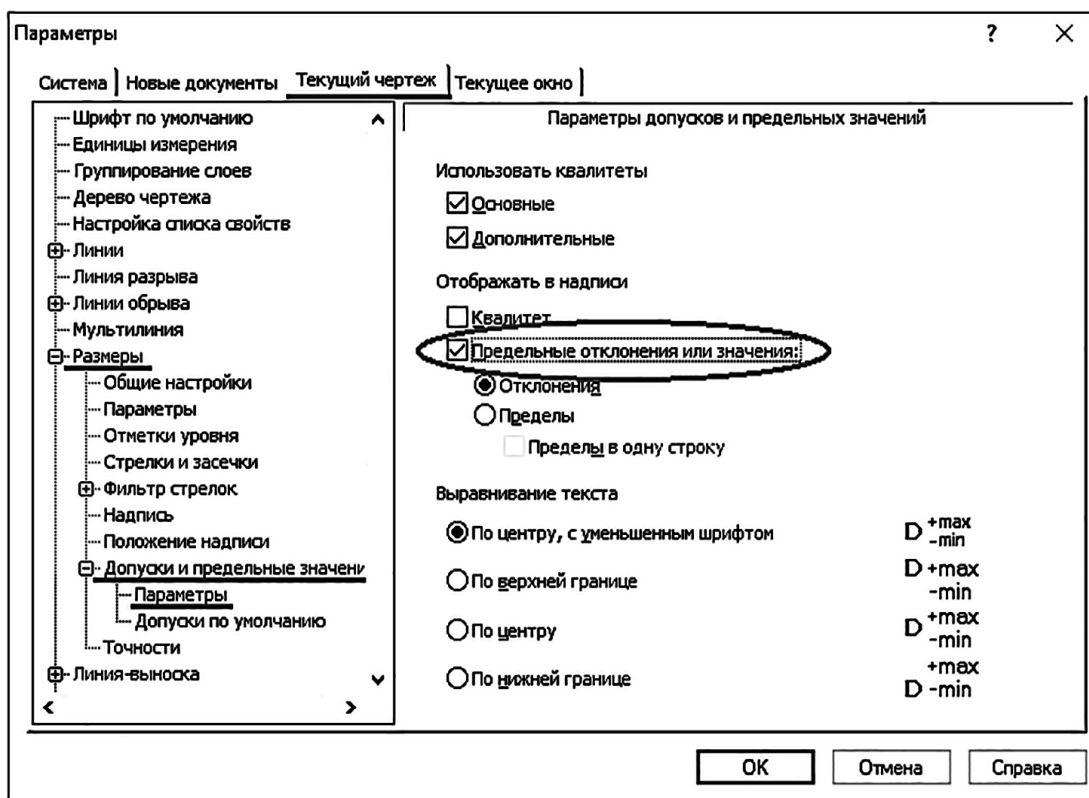 Параметры ? ×
Система Новые документы Текущий чертеж Текущее окно
Шрифт по умолчанию
Единицы измерения
Группирование слоев
Дерево чертежа
Настройка списка свойств
Линии
Линия разрыва
Линии обрыва
Мультилиния
Размеры
Общие настройки
Параметры
Отметки уровня
Стрелки и засечки
Фильтр стрелок
Надпись
Положение надписи
Допуски и предельные значени
Параметры
Допуски по умолчанию
Точности
Линия-выноска
Параметры допусков и предельных значений
Использовать квалитеты
Основные
Дополнительные
Отображать в надписи
Квалитет
Предельные отклонения или значения:
Отклонения
Пределы
Пределы в одну строку
Выравнивание текста
По центру, с уменьшенным шрифтом D +max -min
По верхней границе D +max -min
По центру D +max -min
По нижней границе D +max -min
OK Отмена Справка